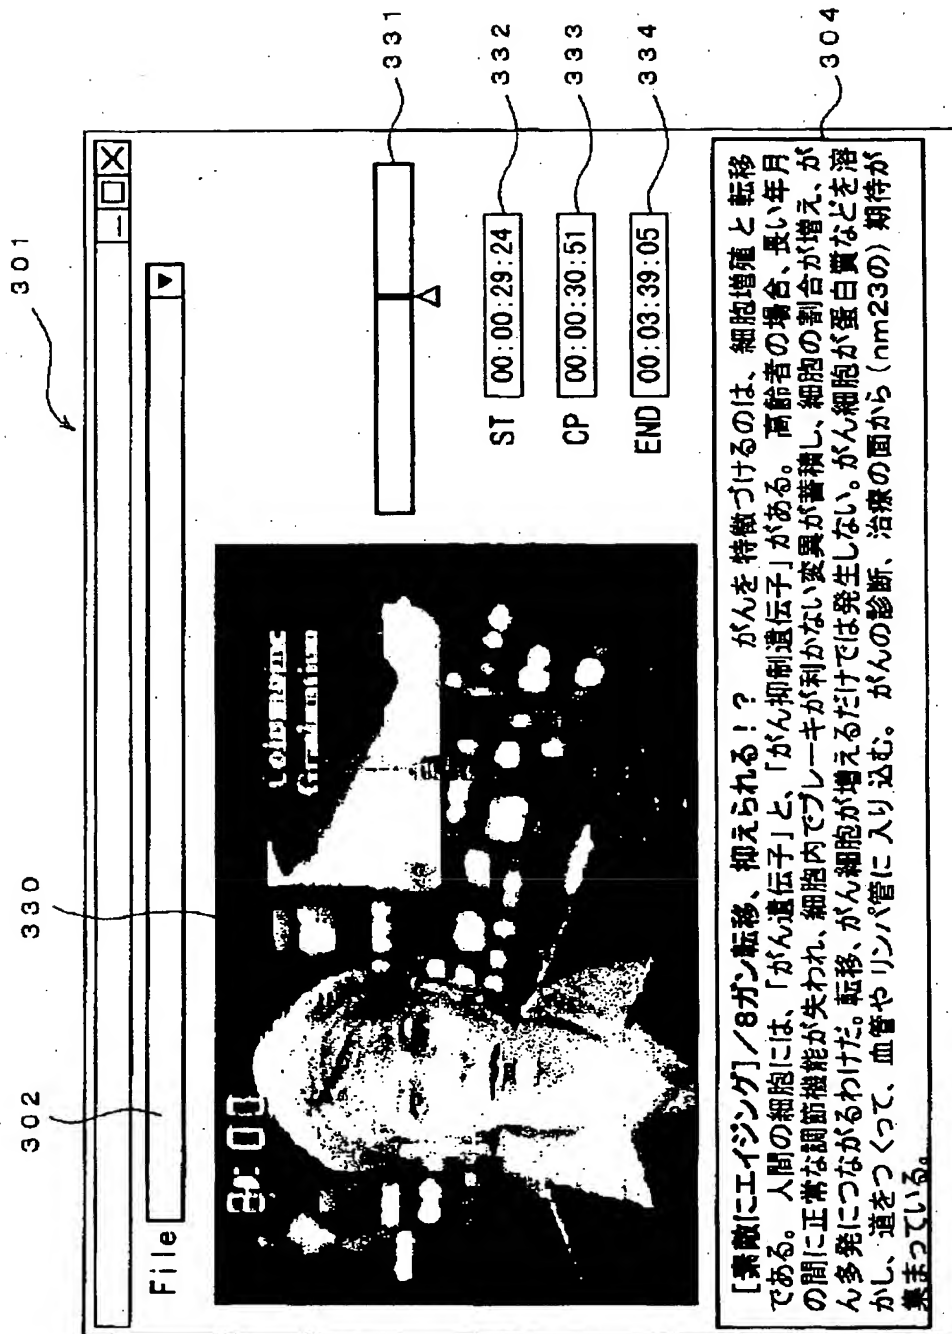 301
302
330
File
8:00
331
ST 00:00:29:24
332
CP 00:00:30:51
333
END 00:03:39:05
334
304
[素敵にエイジング]／8ガン転移、抑えられる！？　がんを特徴づけるのは、細胞増殖と転移
である。人間の細胞には、「がん遺伝子」と、「がん抑制遺伝子」がある。高齢者の場合、長い年月
の間に正常な調節機能が失われ、細胞内でブレーキが利かない変異が蓄積し、細胞の割合が増え、が
ん多発につながるわけだ。転移、がん細胞が増えるだけでは発生しない。がん細胞が蛋白質などを溶
かし、道をつくって、血管やリンパ管に入り込む。がんの診断、治療の面から（nm23の）期待が
集まっている。